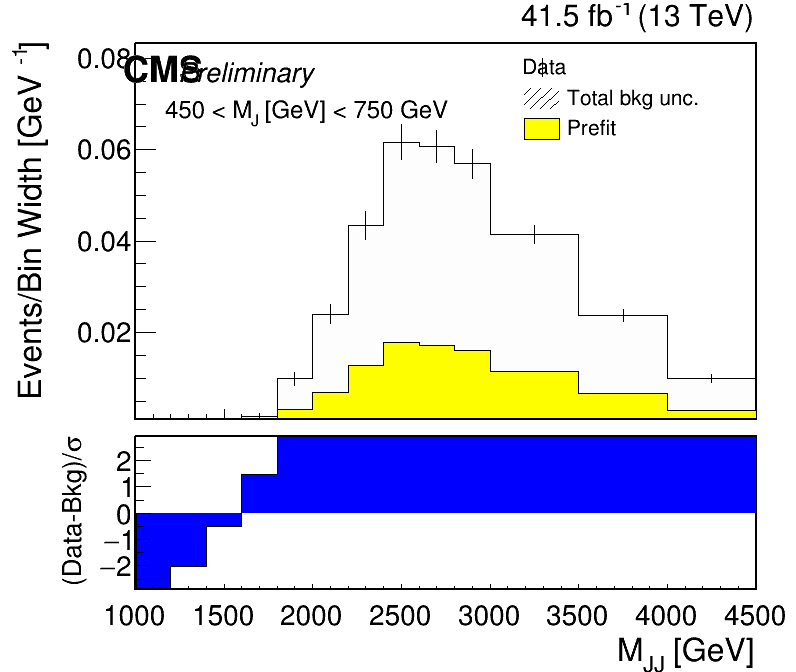 41.5 fb⁻¹ (13 TeV)
Events/Bin Width [GeV ⁻¹]
0.08
0.06
0.04
0.02
CMS Preliminary
450 < M_J [GeV] < 750 GeV
Data
Total bkg unc.
Prefit
(Data-Bkg)/σ
2
1
0
−1
−2
1000 1500 2000 2500 3000 3500 4000 4500
M_JJ [GeV]